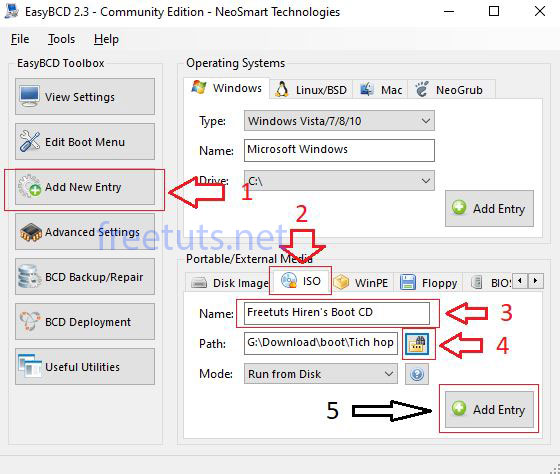 EasyBCD 2.3 - Community Edition - NeoSmart Technologies
File Tools Help
EasyBCD Toolbox
View Settings
Edit Boot Menu
Add New Entry
Advanced Settings
BCD Backup/Repair
BCD Deployment
Useful Utilities
1
freetuts.net
Operating Systems
Windows Linux/BSD Mac NeoGrub
Type: Windows Vista/7/8/10
Name: Microsoft Windows
Drive: C:\
Add Entry
2
Portable/External Media
Disk Image ISO WinPE Floppy BIOS
Name: Freetuts Hiren's Boot CD
3
Path: G:\Download\boot\Tich hop
4
Mode: Run from Disk
5
Add Entry